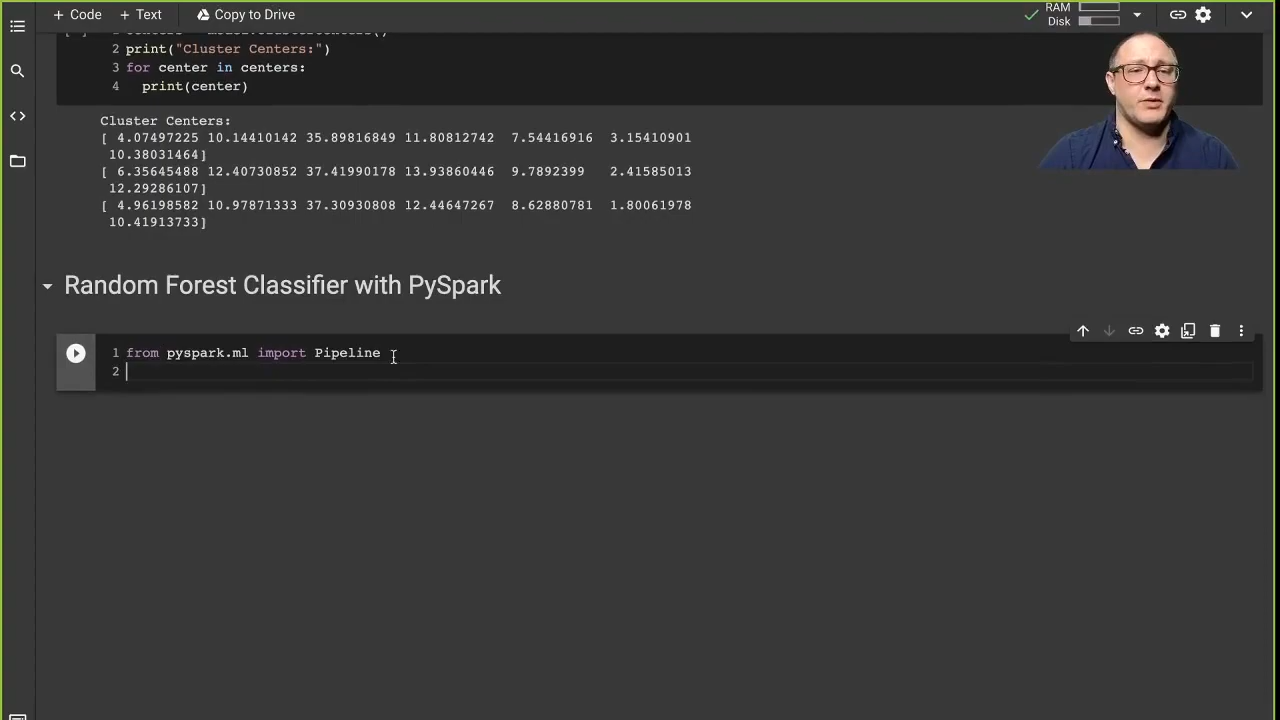 + Code + Text Copy to Drive
RAM
Disk
2 print("Cluster Centers:")
3 for center in centers:
4 print(center)
Cluster Centers:
[ 4.07497225 10.14410142 35.89816849 11.80812742 7.54416916 3.15410901
10.38031464]
[ 6.35645488 12.40730852 37.41990178 13.93860446 9.7892399 2.41585013
12.29286107]
[ 4.96198582 10.97871333 37.30930808 12.44647267 8.62880781 1.80061978
10.41913733]
Random Forest Classifier with PySpark
1 from pyspark.ml import Pipeline
2